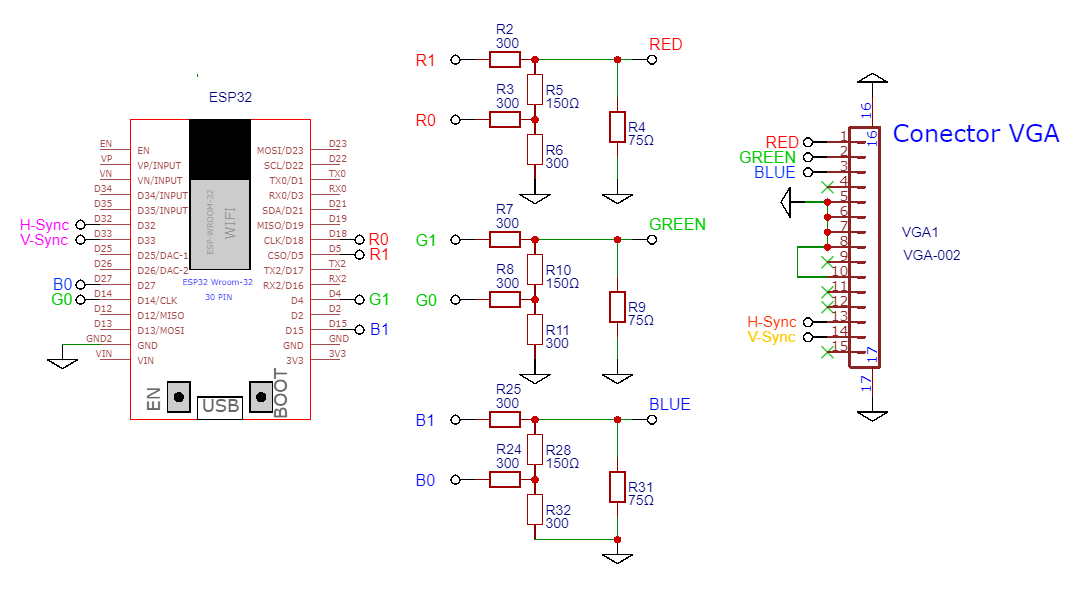 ESP32
EN
VP
VN
D34
D35
H-Sync
D32
V-Sync
D33
D25
D26
B0
D27
G0
D14
D12
D13
GND2
VIN
EN
VP/INPUT
VN/INPUT
D34/INPUT
D35/INPUT
D32
D33
D25/DAC-1
D26/DAC-2
D27
D14/CLK
D12/MISO
D13/MOSI
GND
VIN
ESP-WROOM-32
WIFI
ESP32 Wroom-32
30 PIN
MOSI/D23
SCL/D22
TX0/D1
RX0/D3
SDA/D21
MISO/D19
CLK/D18
CSO/D5
TX2/D17
RX2/D16
D4
D2
D15
GND
3V3
D23
D22
TX0
RX0
D21
D19
D18
R0
D5
R1
TX2
RX2
D4
G1
D2
D15
B1
GND
3V3
EN
USB
BOOT
R1
R2
300
RED
R0
R3
300
R5
150Ω
R6
300
R4
75Ω
G1
R7
300
GREEN
G0
R8
300
R10
150Ω
R11
300
R9
75Ω
B1
R25
300
BLUE
B0
R24
300
R28
150Ω
R32
300
R31
75Ω
Conector VGA
16
16
RED
1
GREEN
2
BLUE
3
4
5
6
7
8
9
10
11
12
H-Sync
13
V-Sync
14
15
17
17
VGA1
VGA-002